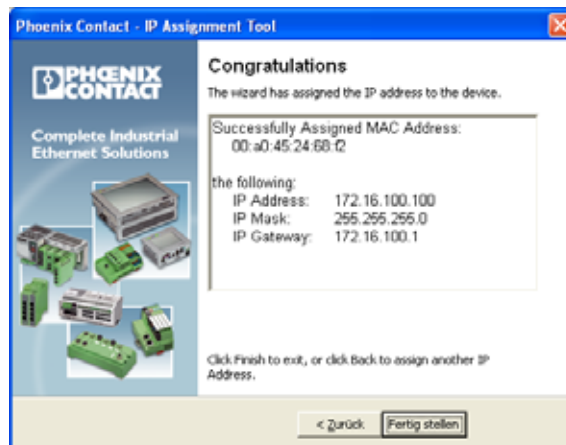 Phoenix Contact - IP Assignment Tool
PHŒNIX
CONTACT
Complete Industrial
Ethernet Solutions
Congratulations
The wizard has assigned the IP address to the device.
Successfully Assigned MAC Address:
00:a0:45:24:68:f2
the following:
IP Address: 172.16.100.100
IP Mask: 255.255.255.0
IP Gateway: 172.16.100.1
Click Finish to exit, or click Back to assign another IP
Address.
< Zurück Fertig stellen